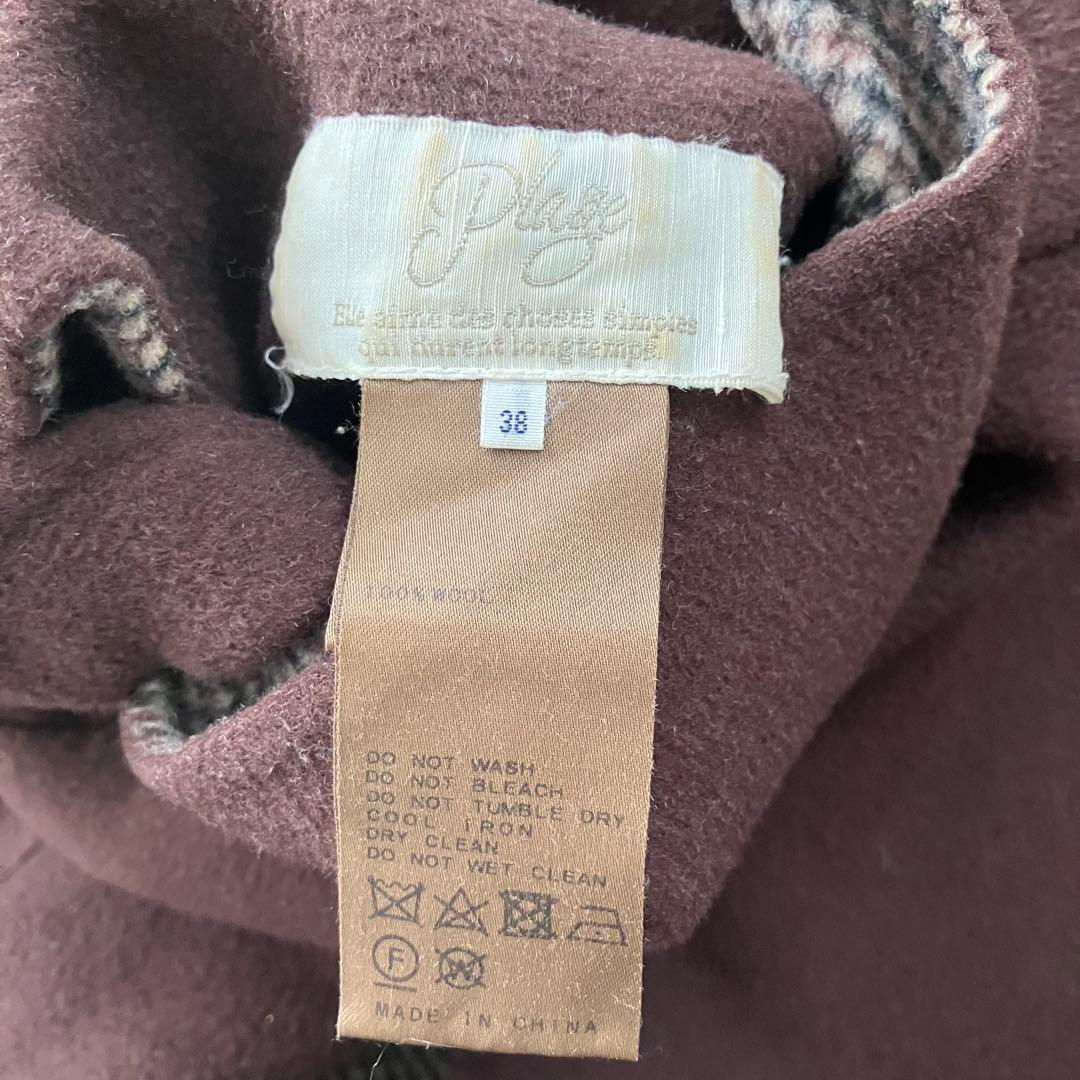 Plage
Elle aime des choses simples
qui durent longtemps.
38
100% WOOL
DO NOT WASH
DO NOT BLEACH
DO NOT TUMBLE DRY
COOL IRON
DRY CLEAN
DO NOT WET CLEAN
F W
MADE IN CHINA